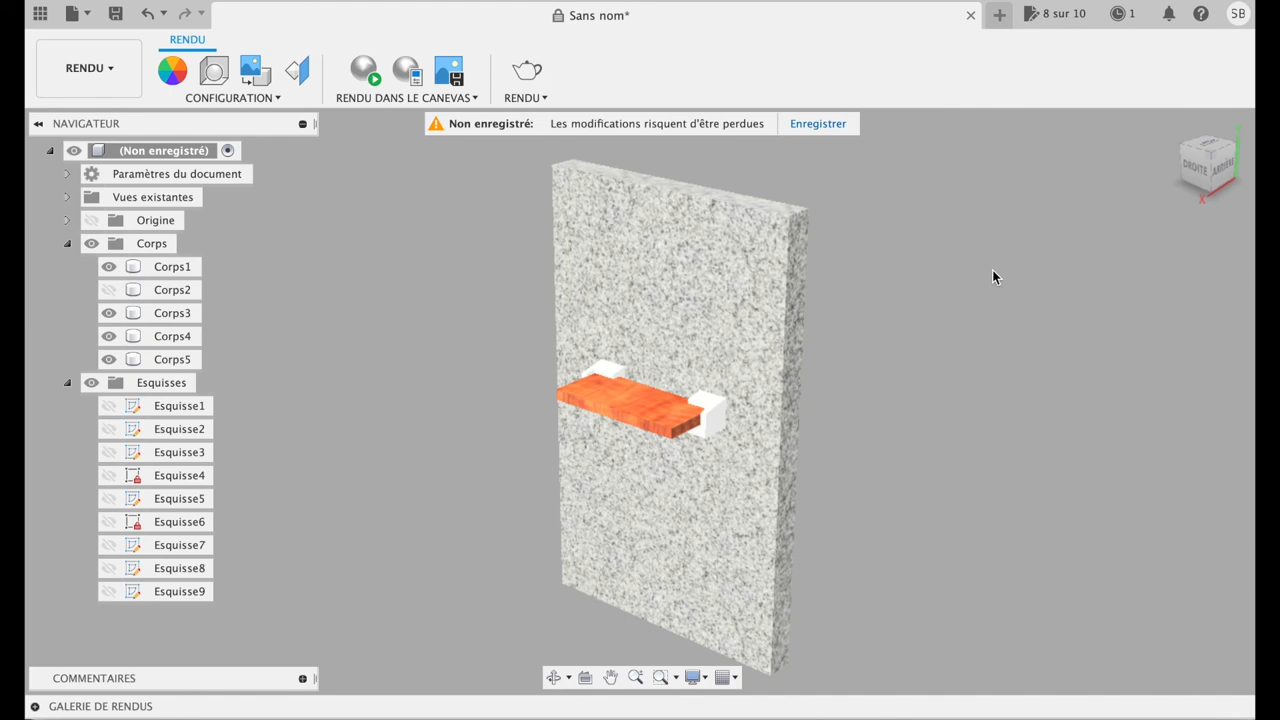 Sans nom*
8 sur 10
1
SB
RENDU
RENDU
CONFIGURATION
RENDU DANS LE CANEVAS
RENDU
NAVIGATEUR
Non enregistré:
Les modifications risquent d'être perdues
Enregistrer
(Non enregistré)
Paramètres du document
Vues existantes
Origine
Corps
Corps1
Corps2
Corps3
Corps4
Corps5
Esquisses
Esquisse1
Esquisse2
Esquisse3
Esquisse4
Esquisse5
Esquisse6
Esquisse7
Esquisse8
Esquisse9
DROITE
ARRIÈRE
X
COMMENTAIRES
GALERIE DE RENDUS